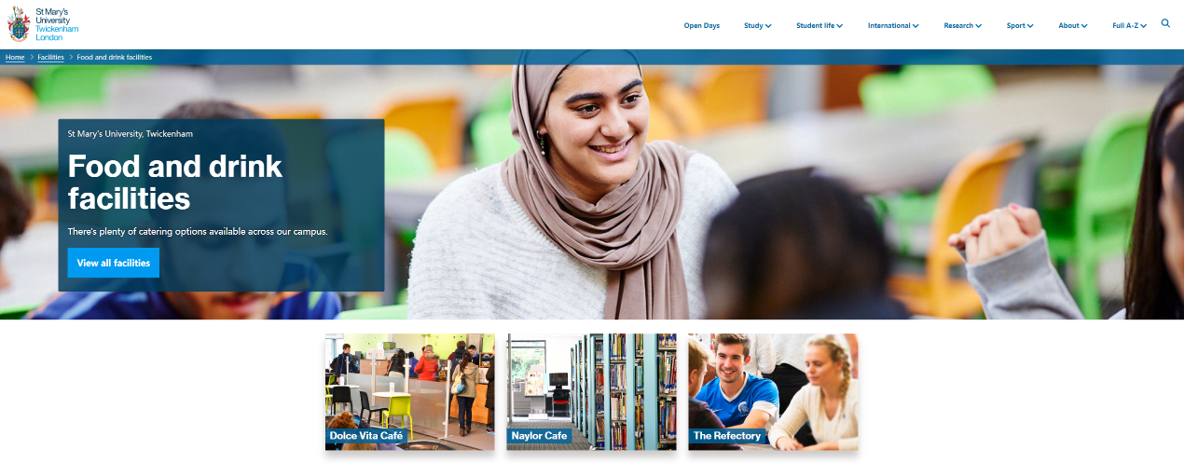 St Mary's
University
Twickenham
London
Open Days Study Student life International Research Sport About Full A-Z
Home Facilities Food and drink facilities
St Mary's University, Twickenham
Food and drink
facilities
There's plenty of catering options available across our campus.
View all facilities
Dolce Vita Café Naylor Cafe The Refectory